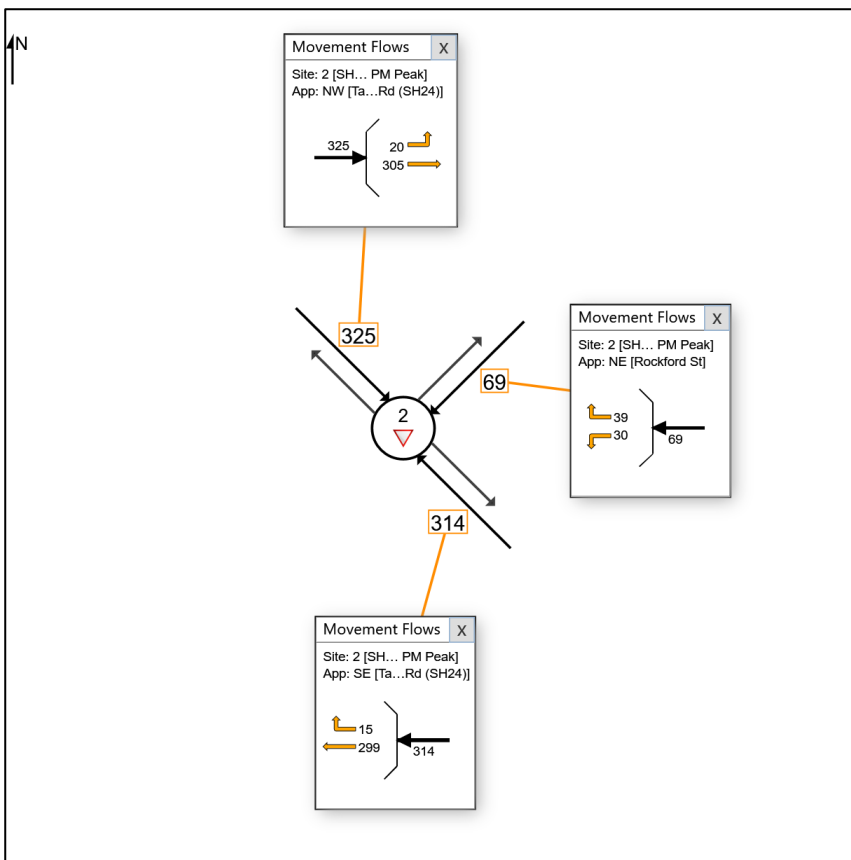 N
Movement Flows X
Site: 2 [SH... PM Peak]
App: NW [Ta...Rd (SH24)]
325
20
305
325
69
2
314
Movement Flows X
Site: 2 [SH... PM Peak]
App: NE [Rockford St]
39
30
69
Movement Flows X
Site: 2 [SH... PM Peak]
App: SE [Ta...Rd (SH24)]
15
299
314